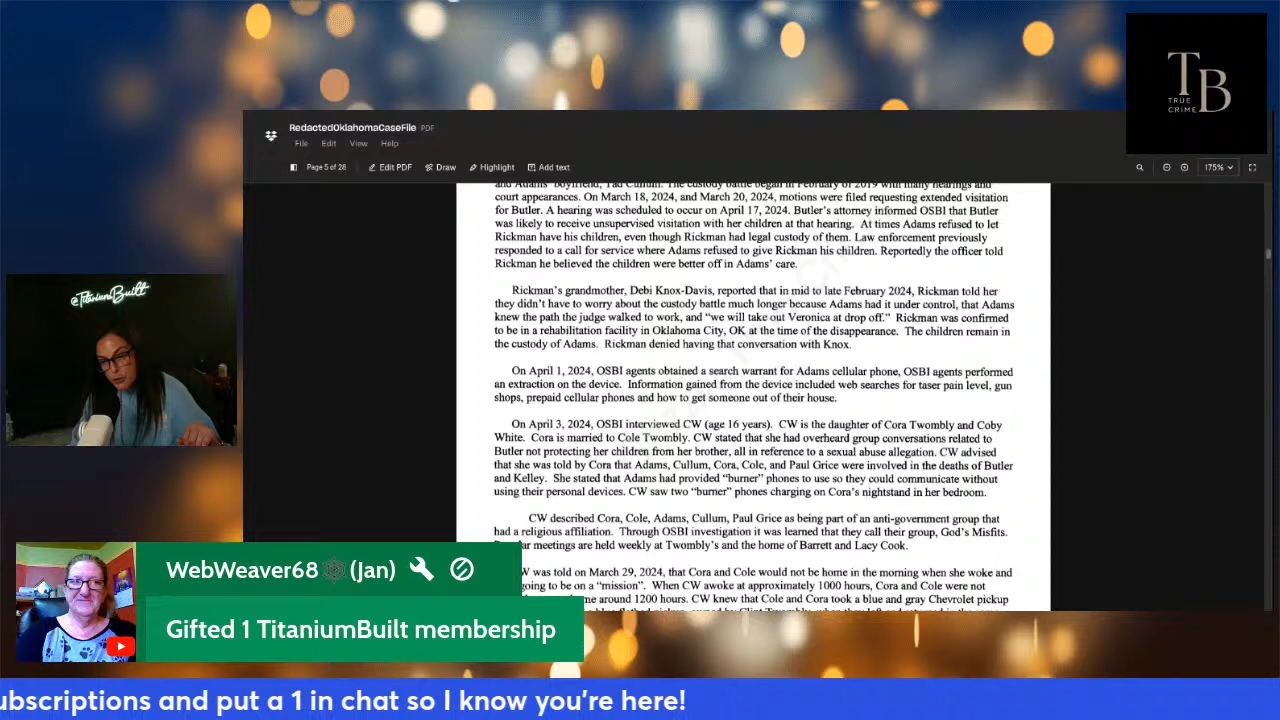 TB
TRUE
CRIME
RedactedOklahomaCaseFile PDF
File Edit View Help
Page 5 of 28 Edit PDF Draw Highlight Add text 175%
and Adams' boyfriend, Tad Cullum. The custody battle began in February of 2019 with many hearings and
court appearances. On March 18, 2024, and March 20, 2024, motions were filed requesting extended visitation
for Butler. A hearing was scheduled to occur on April 17, 2024. Butler's attorney informed OSBI that Butler
was likely to receive unsupervised visitation with her children at that hearing. At times Adams refused to let
Rickman have his children, even though Rickman had legal custody of them. Law enforcement previously
responded to a call for service where Adams refused to give Rickman his children. Reportedly the officer told
Rickman he believed the children were better off in Adams' care.
Rickman's grandmother, Debi Knox-Davis, reported that in mid to late February 2024, Rickman told her
they didn't have to worry about the custody battle much longer because Adams had it under control, that Adams
knew the path the judge walked to work, and "we will take out Veronica at drop off." Rickman was confirmed
to be in a rehabilitation facility in Oklahoma City, OK at the time of the disappearance. The children remain in
the custody of Adams. Rickman denied having that conversation with Knox.
On April 1, 2024, OSBI agents obtained a search warrant for Adams cellular phone, OSBI agents performed
an extraction on the device. Information gained from the device included web searches for taser pain level, gun
shops, prepaid cellular phones and how to get someone out of their house.
On April 3, 2024, OSBI interviewed CW (age 16 years). CW is the daughter of Cora Twombly and Coby
White. Cora is married to Cole Twombly. CW stated that she had overheard group conversations related to
Butler not protecting her children from her brother, all in reference to a sexual abuse allegation. CW advised
that she was told by Cora that Adams, Cullum, Cora, Cole, and Paul Grice were involved in the deaths of Butler
and Kelley. She stated that Adams had provided "burner" phones to use so they could communicate without
using their personal devices. CW saw two "burner" phones charging on Cora's nightstand in her bedroom.
CW described Cora, Cole, Adams, Cullum, Paul Grice as being part of an anti-government group that
had a religious affiliation. Through OSBI investigation it was learned that they call their group, God's Misfits.
meetings are held weekly at Twombly's and the home of Barrett and Lacy Cook.
was told on March 29, 2024, that Cora and Cole would not be home in the morning when she woke and
going to be on a "mission". When CW awoke at approximately 1000 hours, Cora and Cole were not
around 1200 hours. CW knew that Cole and Cora took a blue and gray Chevrolet pickup
@TitaniumBuilt
WebWeaver68 (Jan)
Gifted 1 TitaniumBuilt membership
ubscriptions and put a 1 in chat so I know you're here!